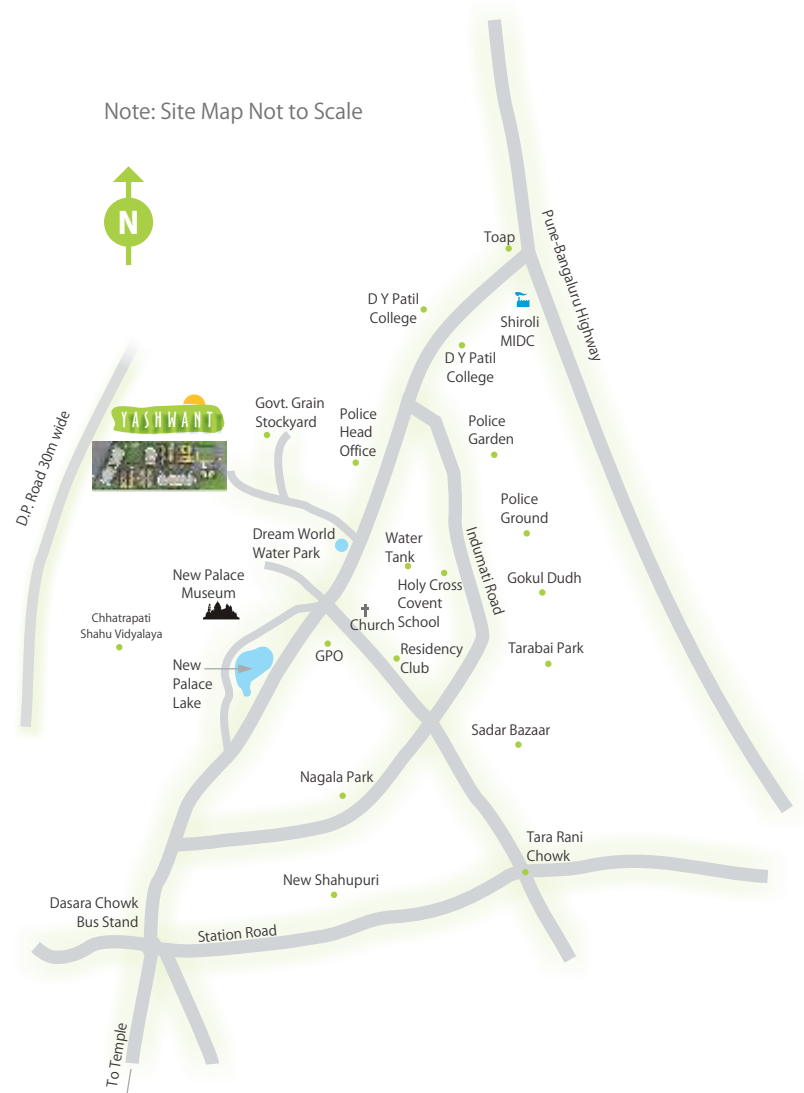 Note: Site Map Not to Scale
N
Toap
Pune-Bangaluru Highway
D Y Patil
College
Shiroli
MIDC
D Y Patil
College
YASHWANT
Govt. Grain
Stockyard
Police
Head
Office
Police
Garden
D.P. Road 30m wide
Police
Ground
Dream World
Water Park
Water
Tank
Indumati Road
New Palace
Museum
Holy Cross
Covent
School
Gokul Dudh
Chhatrapati
Shahu Vidyalaya
Church
GPO
Residency
Club
Tarabai Park
New
Palace
Lake
Sadar Bazaar
Nagala Park
Tara Rani
Chowk
New Shahupuri
Dasara Chowk
Bus Stand
Station Road
To Temple